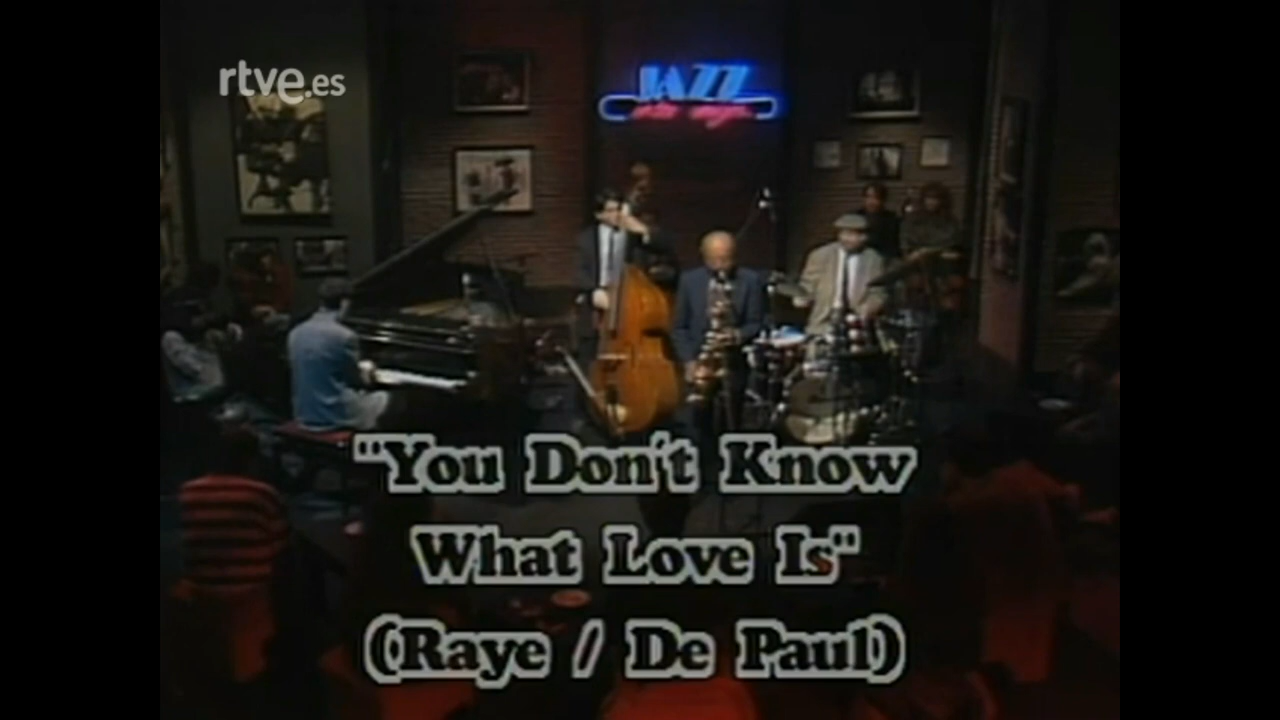 rtve.es
JAZZ
"You Don't Know
What Love Is"
(Raye / De Paul)